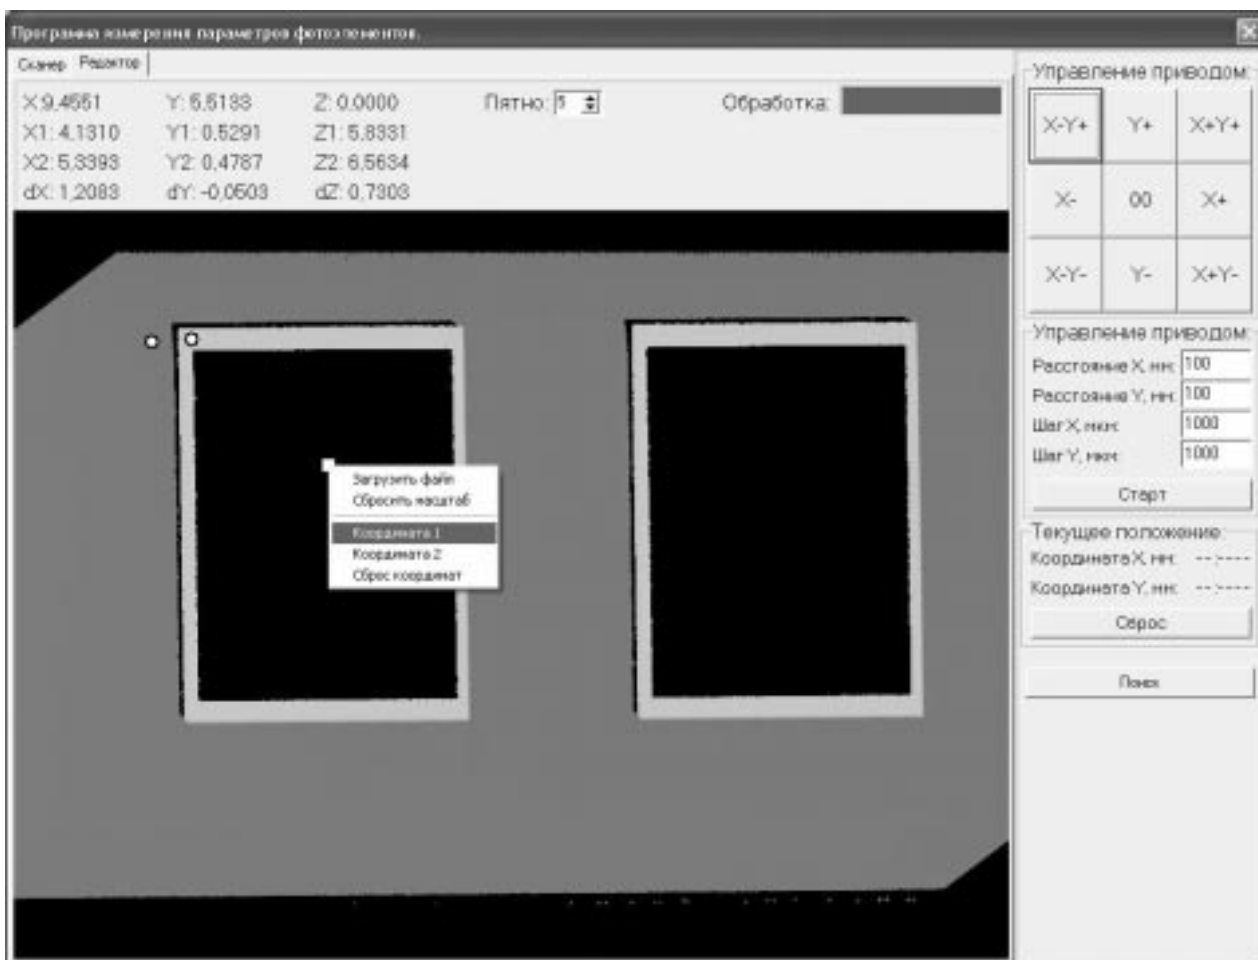 Программа измерения параметров фотоэлементов.
Сканер Редактор
X:9,4551 Y: 5,5133 Z: 0,0000 Пятно: 5 Обработка:
X1: 4,1310 Y1: 0,5291 Z1: 5,8331
X2: 5,3393 Y2: 0,4787 Z2: 6,5634
dX: 1,2083 dY: -0,0503 dZ: 0,7303
Загрузить файл
Сбросить масштаб
Координата 1
Координата 2
Сброс координат
Управление приводом:
X-Y+ Y+ X+Y+
X- 00 X+
X-Y- Y- X+Y-
Управление приводом:
Расстояние X, мм: 100
Расстояние Y, мм: 100
Шаг X, мкм: 1000
Шаг Y, мкм: 1000
Старт
Текущее положение:
Координата X, мм: --,----
Координата Y, мм: --,----
Сброс
Поиск